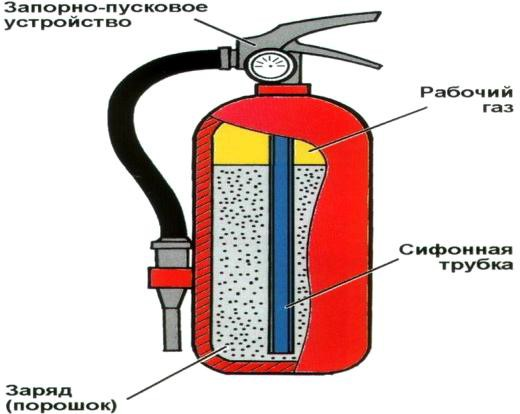 Запорно-пусковое
устройство
Рабочий
газ
Сифонная
трубка
Заряд
(порошок)